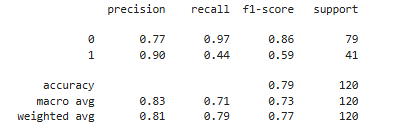 precision recall f1-score support
0 0.77 0.97 0.86 79
1 0.90 0.44 0.59 41
accuracy 0.79 120
macro avg 0.83 0.71 0.73 120
weighted avg 0.81 0.79 0.77 120